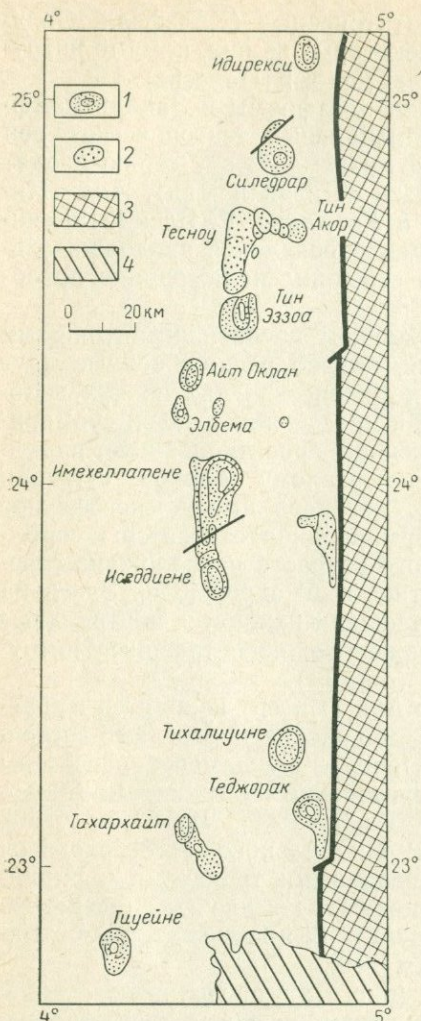 4°
5°
25°
25°
Идирекси
1
2
3
4
Силедрар
Тин
Акор
Тесноу
0 20 км
Тин
Эззоа
Айт Оклан
Элбема
Имехеллатене
24°
24°
Иседдиене
Тихалиуине
Теджорак
Тахархайт
23°
23°
Гиуейне
4°
5°